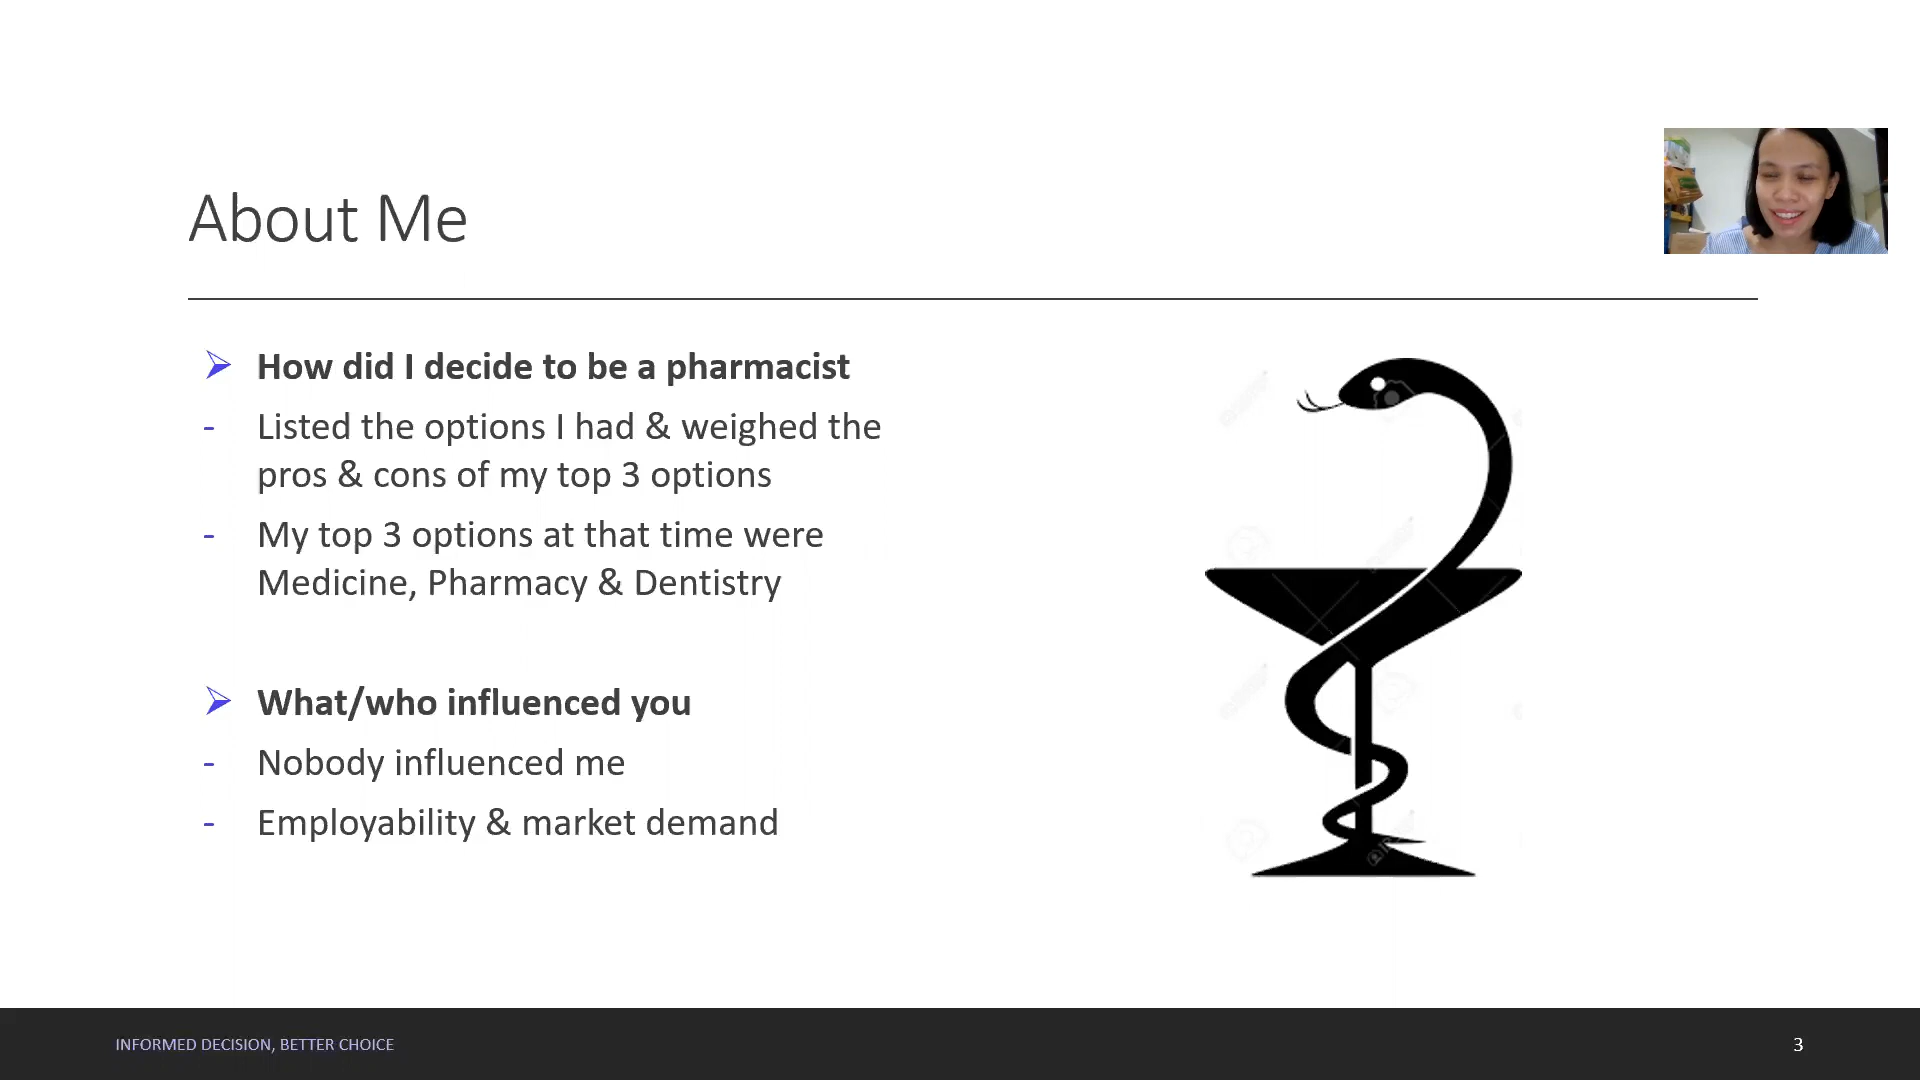 About Me
How did I decide to be a pharmacist
- Listed the options I had & weighed the
pros & cons of my top 3 options
- My top 3 options at that time were
Medicine, Pharmacy & Dentistry
What/who influenced you
- Nobody influenced me
- Employability & market demand
INFORMED DECISION, BETTER CHOICE
3